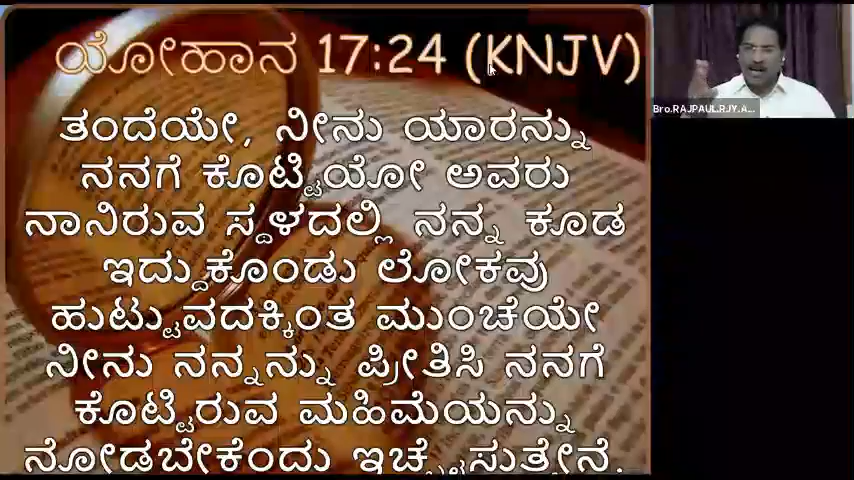 ಯೋಹಾನ 17:24 (KNJV)
ತಂದೆಯೇ, ನೀನು ಯಾರನ್ನು
ನನಗೆ ಕೊಟ್ಟಿಯೋ ಅವರು
ನಾನಿರುವ ಸ್ಥಳದಲ್ಲಿ ನನ್ನ ಕೂಡ
ಇದ್ದುಕೊಂಡು ಲೋಕವು
ಹುಟ್ಟುವದಕ್ಕಿಂತ ಮುಂಚೆಯೇ
ನೀನು ನನ್ನನ್ನು ಪ್ರೀತಿಸಿ ನನಗೆ
ಕೊಟ್ಟಿರುವ ಮಹಿಮೆಯನ್ನು
ನೋಡಬೇಕೆಂದು ಇಚ್ಛೈಸುತ್ತೇನೆ.
Bro.RAJPAUL.RJY.A...